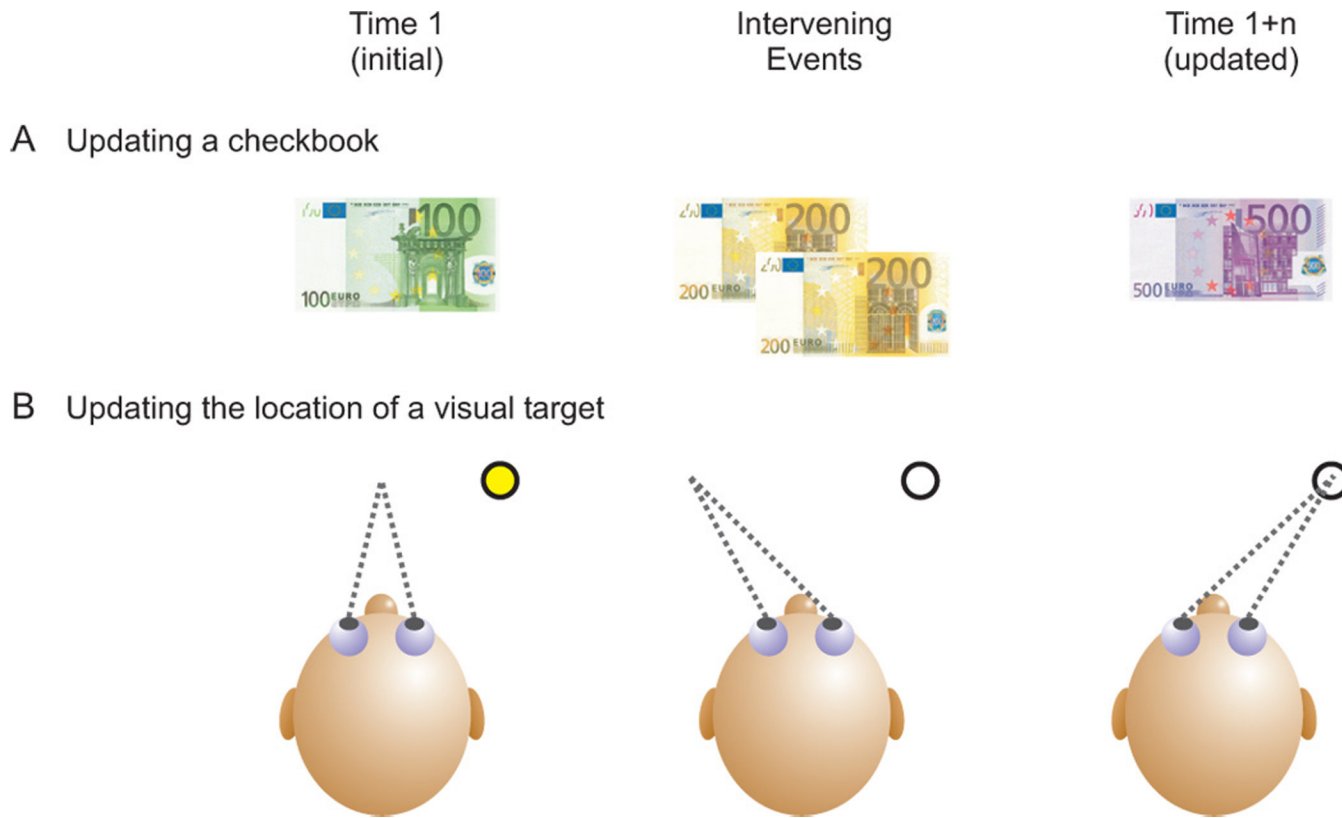 Time 1
(initial)
Intervening
Events
Time 1+n
(updated)
A Updating a checkbook
100
100 EURO
200
200
200
200 EURO
500
500 EURO
B Updating the location of a visual target